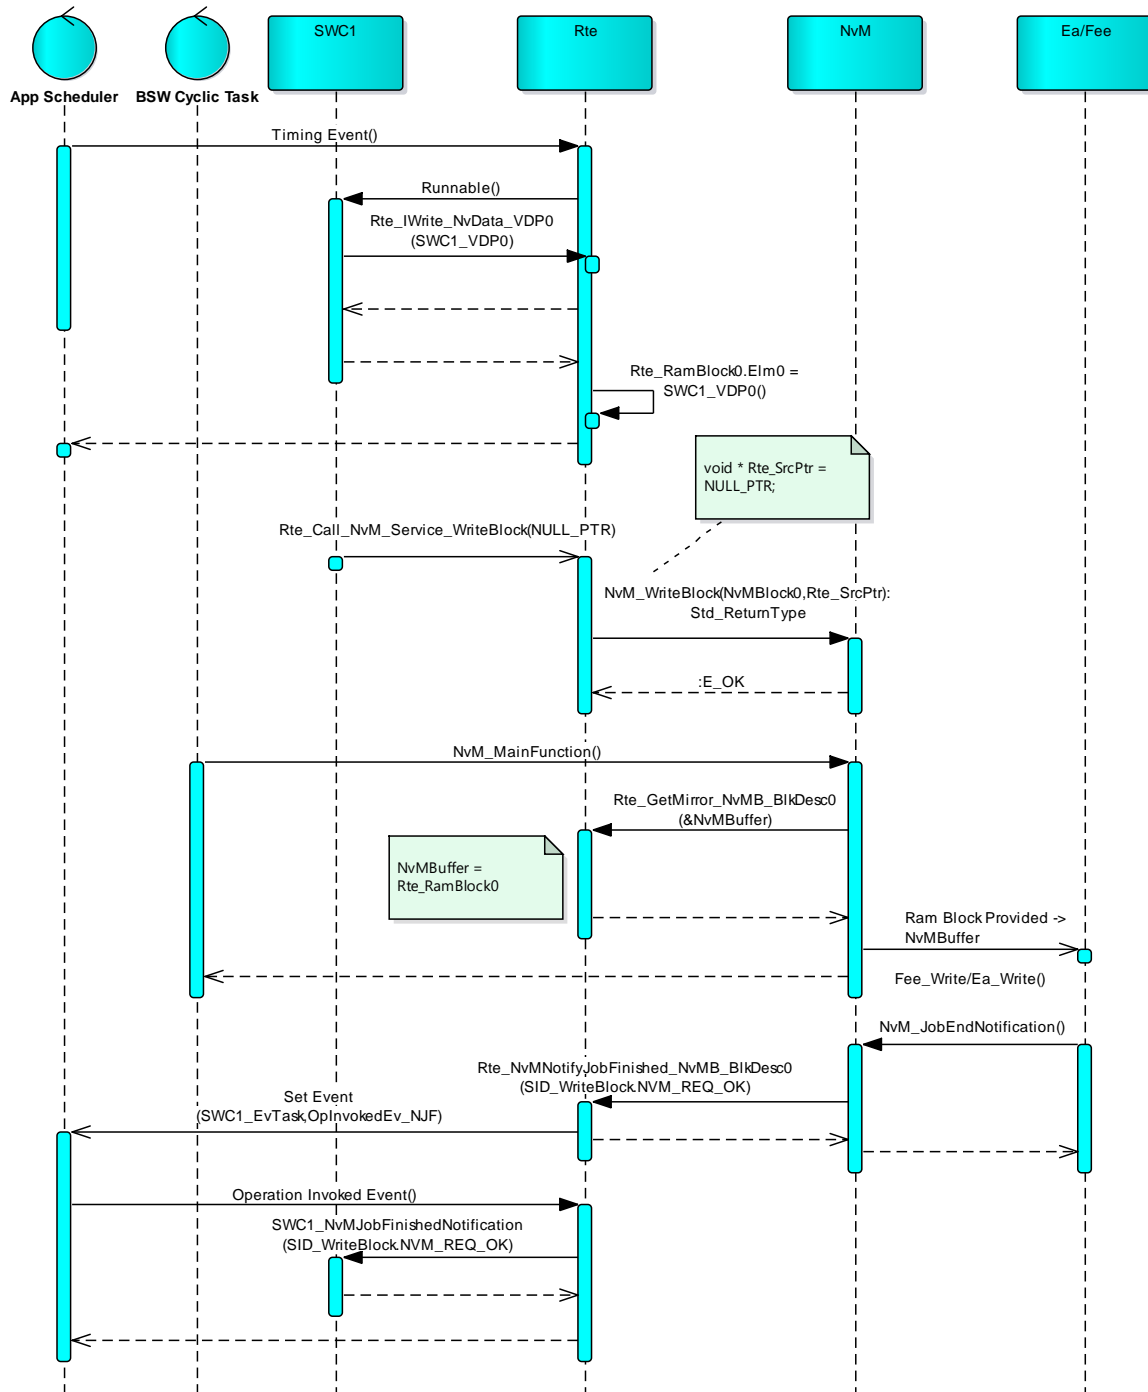 SWC1
Rte
NvM
Ea/Fee
App Scheduler
BSW Cyclic Task
Timing Event()
Runnable()
Rte_IWrite_NvData_VDP0
(SWC1_VDP0)
Rte_RamBlock0.Elm0 =
SWC1_VDP0()
void * Rte_SrcPtr =
NULL_PTR;
Rte_Call_NvM_Service_WriteBlock(NULL_PTR)
NvM_WriteBlock(NvMBlock0,Rte_SrcPtr):
Std_ReturnType
:E_OK
NvM_MainFunction()
Rte_GetMirror_NvMB_BlkDesc0
(&NvMBuffer)
NvMBuffer =
Rte_RamBlock0
Ram Block Provided ->
NvMBuffer
Fee_Write/Ea_Write()
NvM_JobEndNotification()
Rte_NvMNotifyJobFinished_NvMB_BlkDesc0
(SID_WriteBlock.NVM_REQ_OK)
Set Event
(SWC1_EvTask,OpInvokedEv_NJF)
Operation Invoked Event()
SWC1_NvMJobFinishedNotification
(SID_WriteBlock.NVM_REQ_OK)